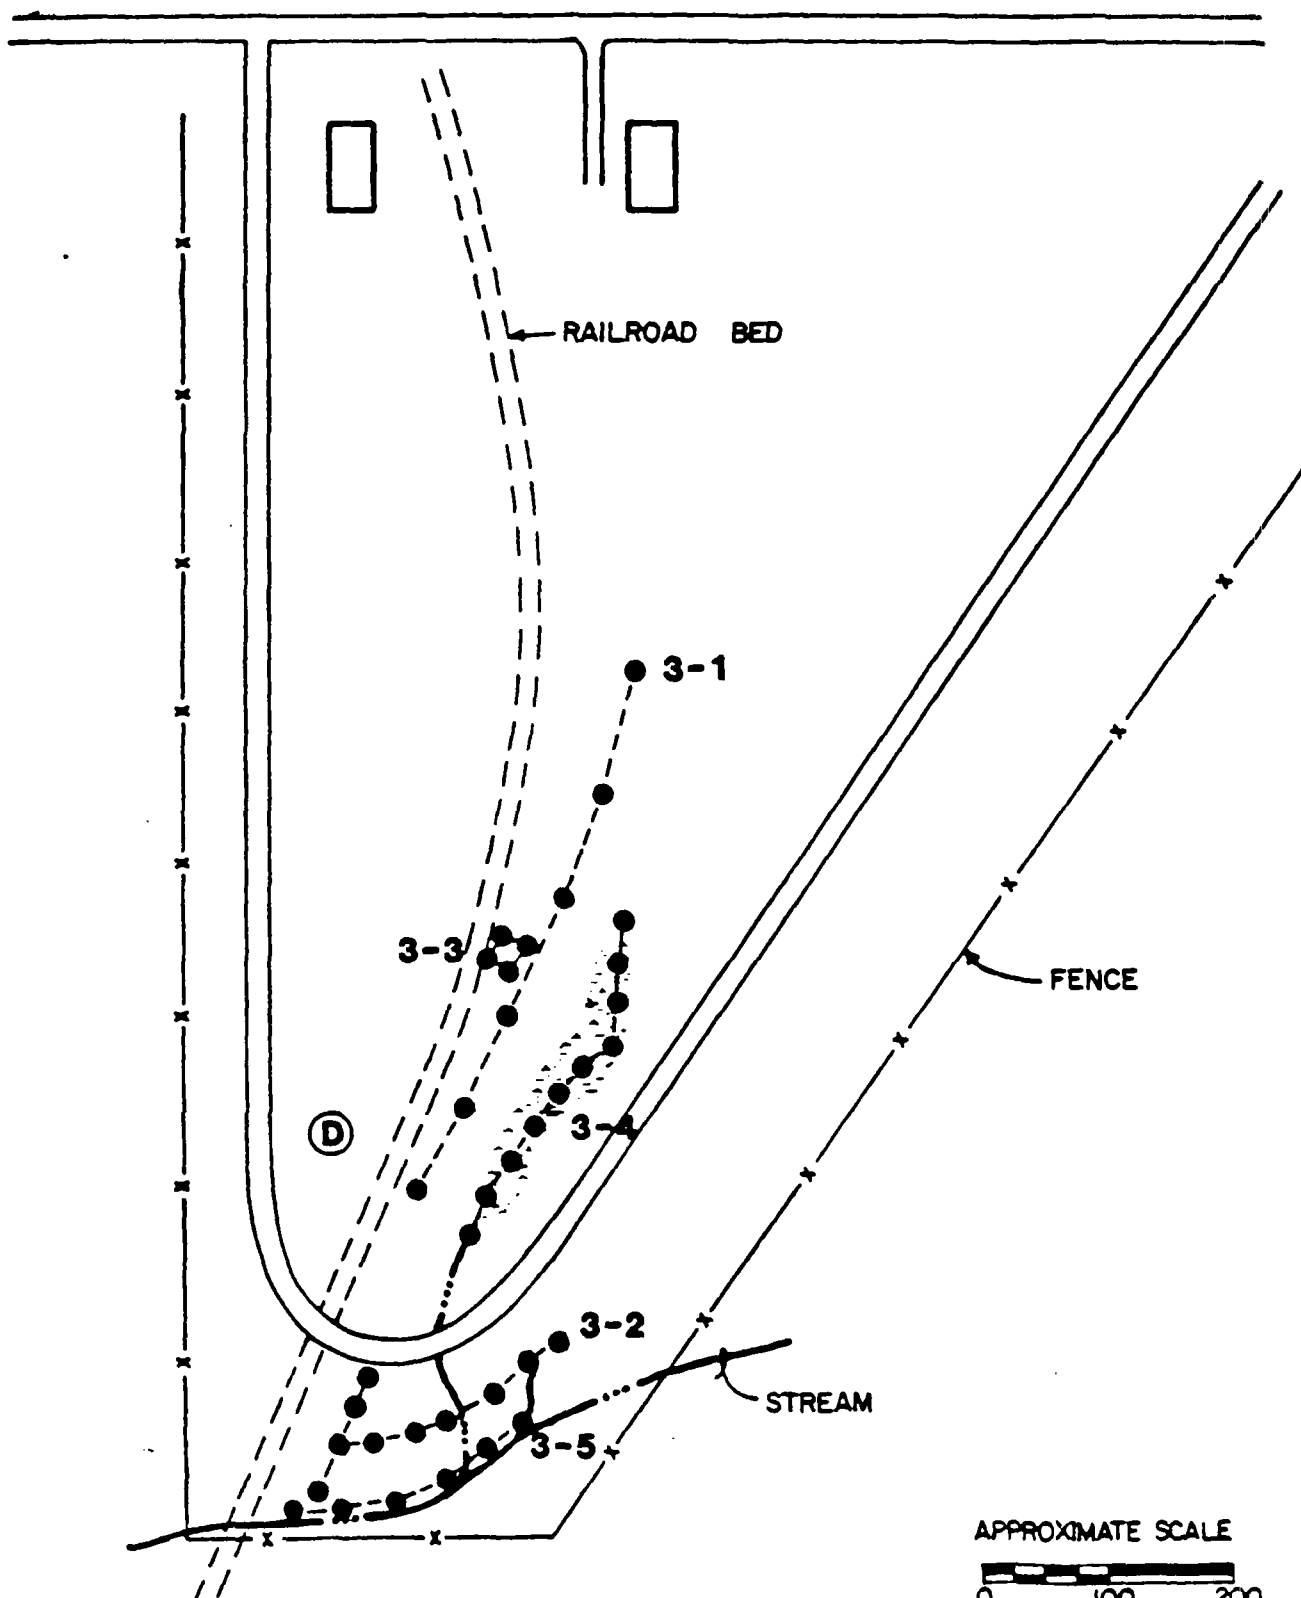 RAILROAD BED
3-1
3-3
FENCE
D
3-4
3-2
STREAM
3-5
APPROXIMATE SCALE
0 100 200